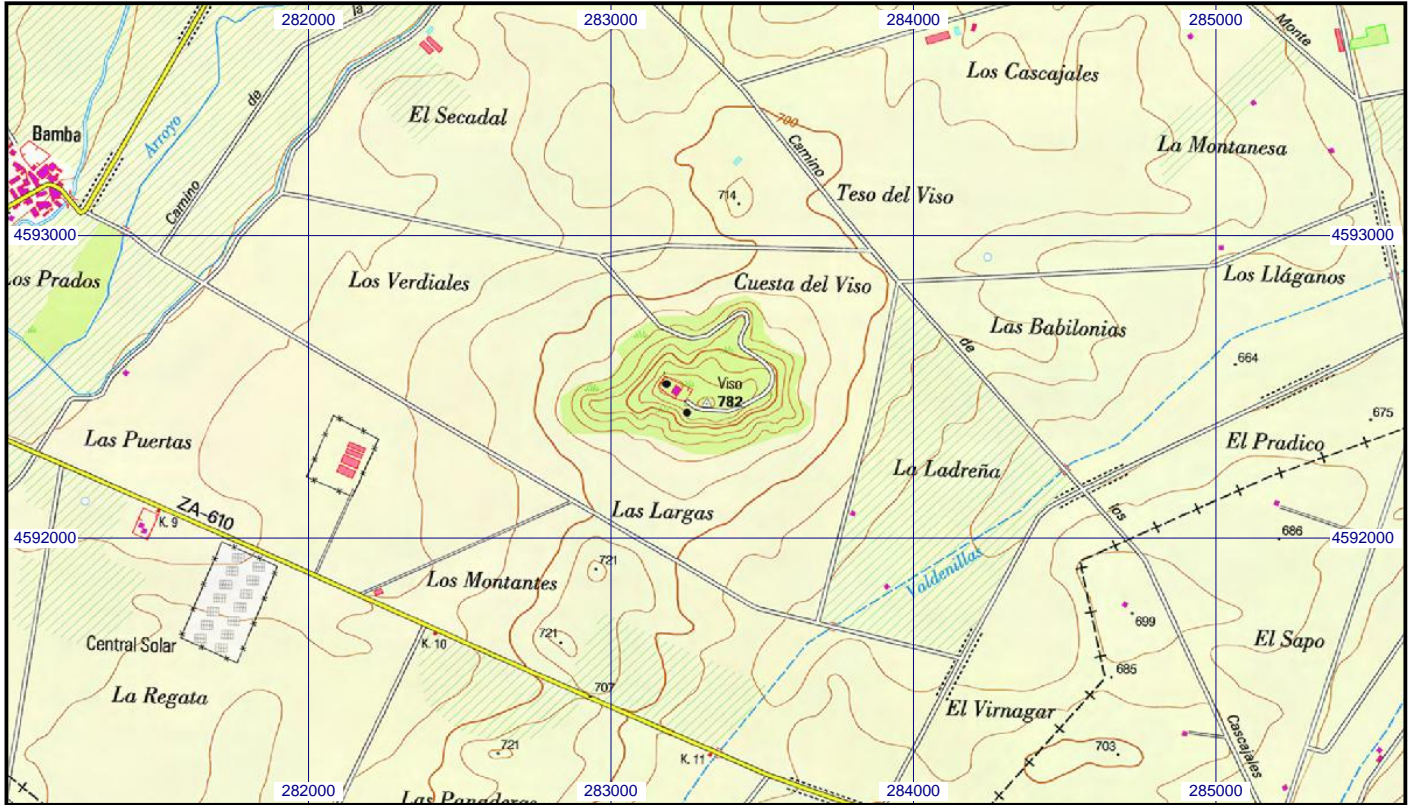 282000
283000
284000
285000
la
Monte
Los Cascajales
de
El Secadal
700
Bamba
Arroyo
Camino
La Montanesa
Camino
714
Teso del Viso
4593000
4593000
Los Prados
Los Verdiales
Cuesta del Viso
Los Lláganos
Las Babilonias
de
664
Viso
782
675
Las Puertas
El Pradico
La Ladreña
ZA-610
K. 9
Las Largas
los
4592000
686
4592000
721
Los Montantes
Valdenillas
699
721
K. 10
Central Solar
El Sapo
685
707
La Regata
El Virnagar
721
K. 11
703
Cascajales
282000
283000
284000
285000
Las Panaderas